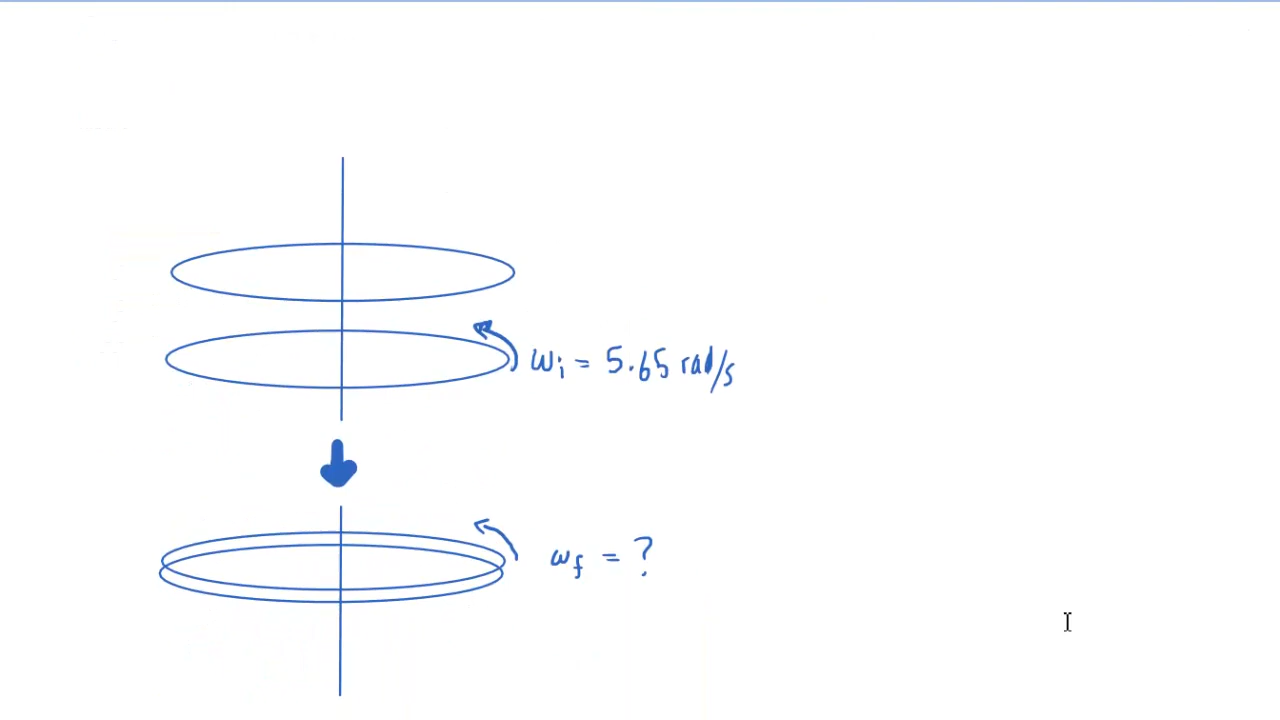 ωi = 5.65 rad/s
ωf = ?